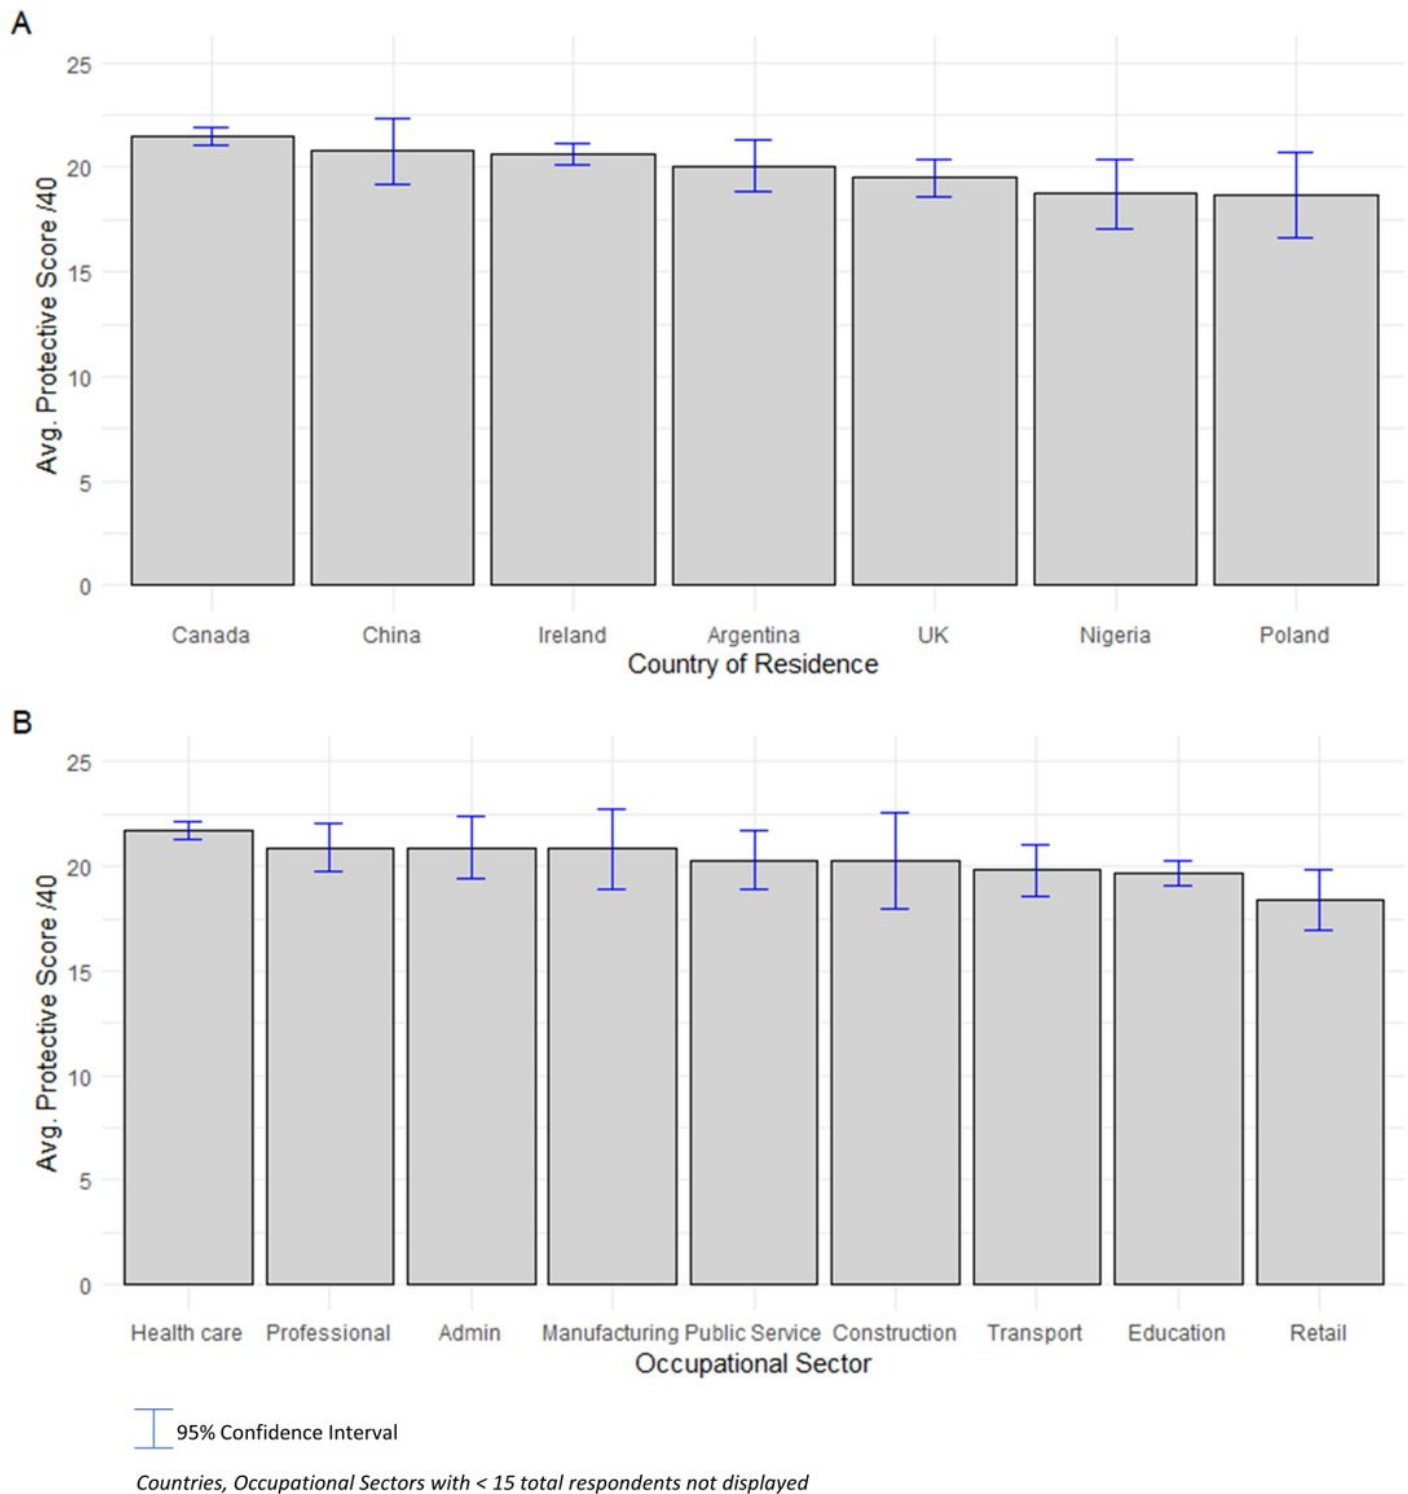 A
25
20
15
10
5
0
Avg. Protective Score /40
Canada China Ireland Argentina UK Nigeria Poland
Country of Residence
B
25
20
15
10
5
0
Avg. Protective Score /40
Health care Professional Admin Manufacturing Public Service Construction Transport Education Retail
Occupational Sector
95% Confidence Interval
Countries, Occupational Sectors with < 15 total respondents not displayed